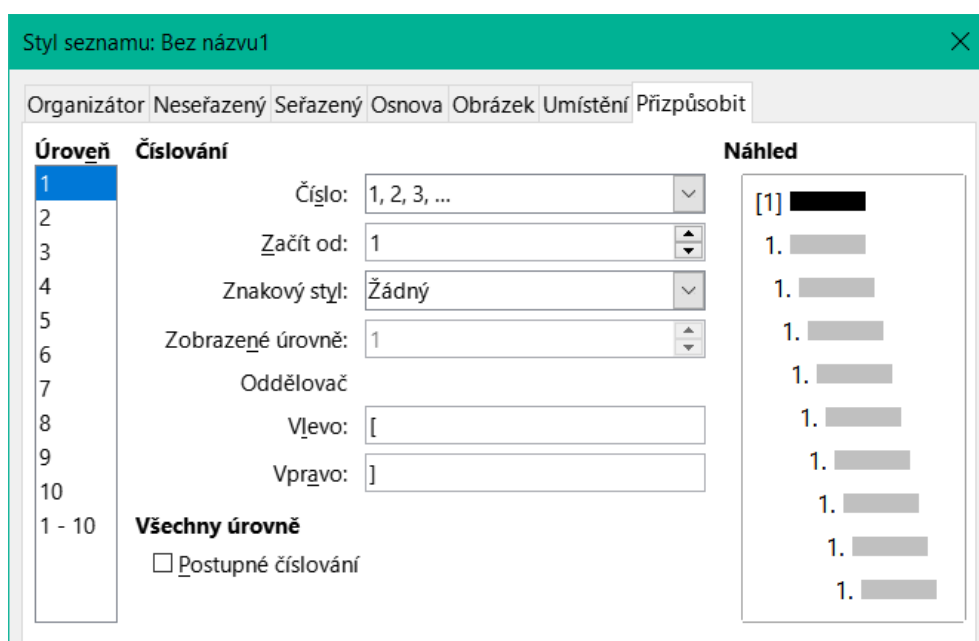 Styl seznamu: Bez názvu1
Organizátor Neseřazený Seřazený Osnova Obrázek Umístění Přizpůsobit
Úroveň
1
2
3
4
5
6
7
8
9
10
1 - 10
Číslování
Číslo: 1, 2, 3, ...
Začít od: 1
Znakový styl: Žádný
Zobrazené úrovně: 1
Oddělovač
Vlevo: [
Vpravo: ]
Všechny úrovně
Postupné číslování
Náhled
[1]
1.
1.
1.
1.
1.
1.
1.
1.
1.